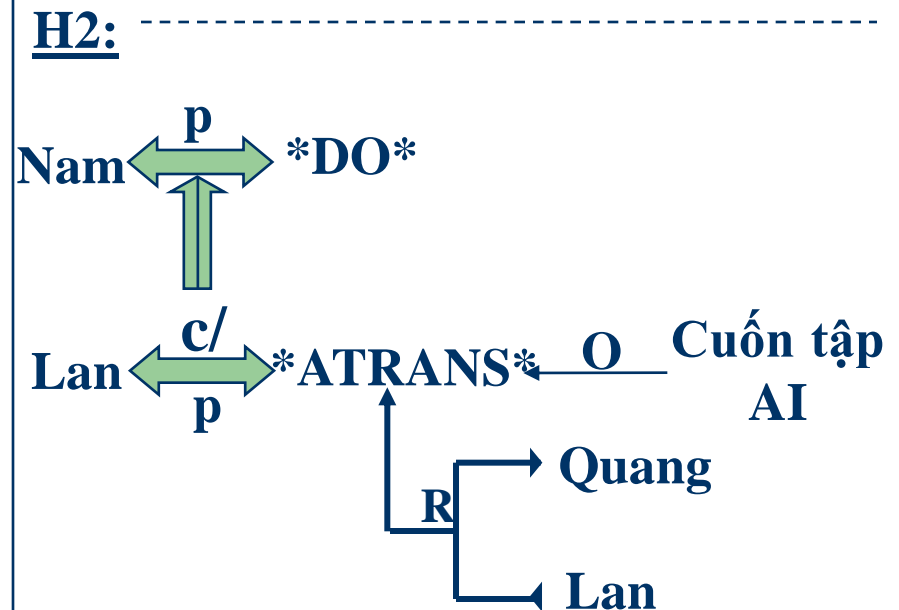 H2:
p
Nam *DO*
c/
Lan *ATRANS* O Cuốn tập
p AI
Quang
R
Lan